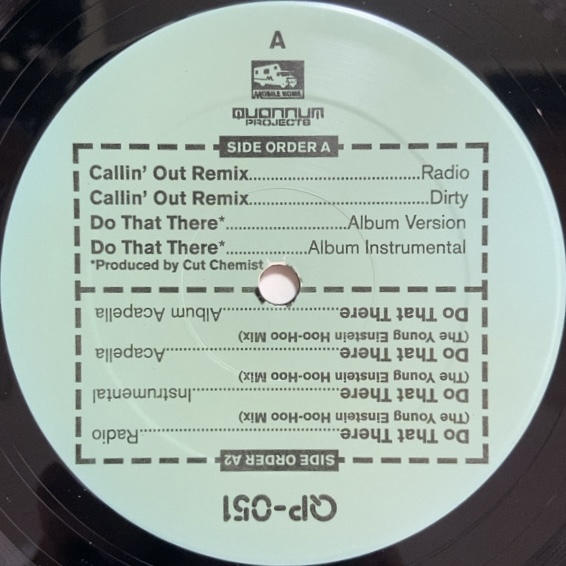 A
MOBILE HOME
QUANNUM
PROJECTS
SIDE ORDER A
Callin' Out Remix........................................Radio
Callin' Out Remix..........................................Dirty
Do That There*............................Album Version
Do That There*....................Album Instrumental
*Produced by Cut Chemist
QP-051
SIDE ORDER A2
Do That There................................................Radio
(The Young Einstein Hoo-Hoo Mix)
Do That There...................................Instrumental
(The Young Einstein Hoo-Hoo Mix)
Do That There.........................................Acapella
(The Young Einstein Hoo-Hoo Mix)
Do That There............................Album Acapella